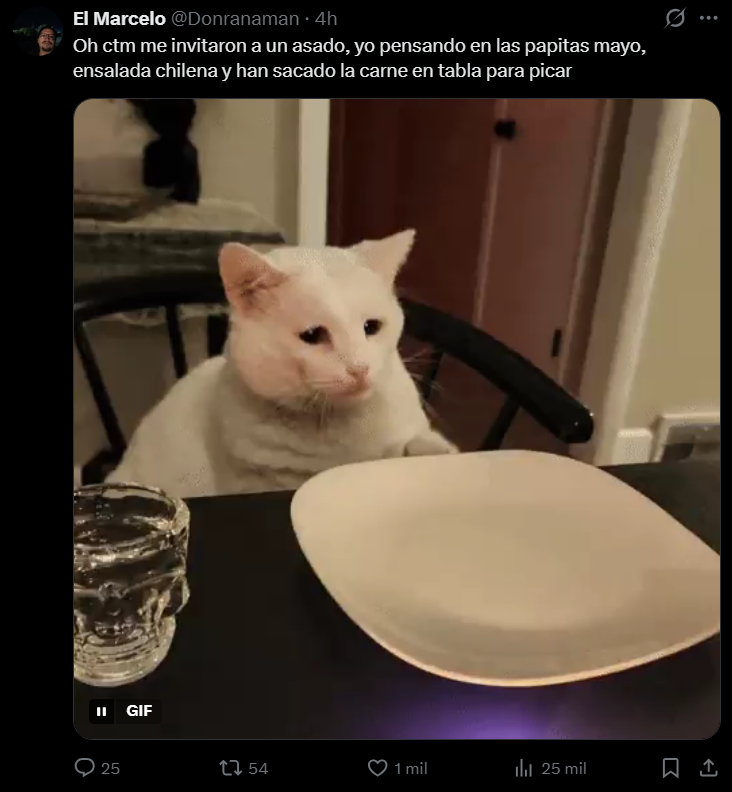 El Marcelo @Donranaman · 4h
Oh ctm me invitaron a un asado, yo pensando en las papitas mayo,
ensalada chilena y han sacado la carne en tabla para picar
GIF
25 54 1 mil 25 mil